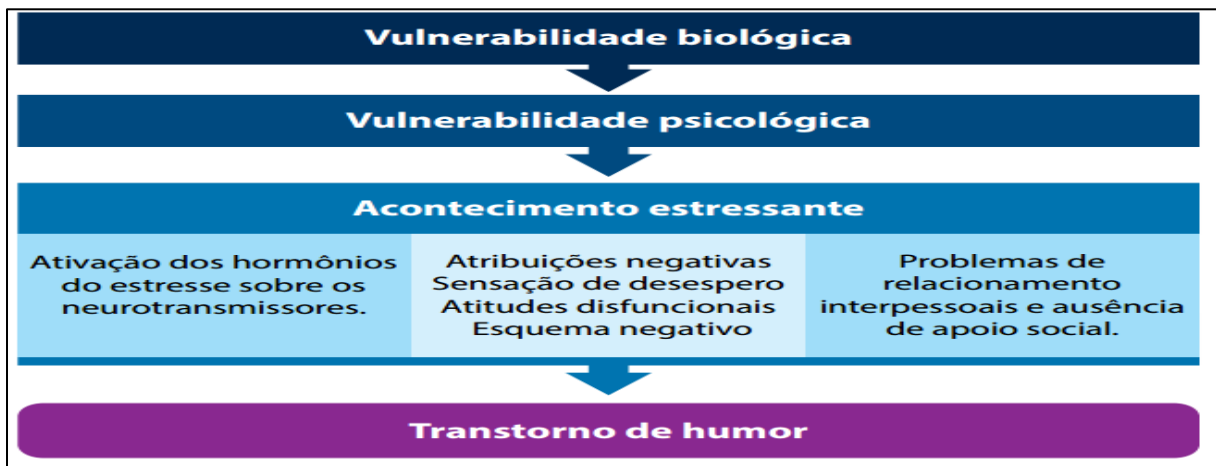 Vulnerabilidade biológica
Vulnerabilidade psicológica
Acontecimento estressante
Ativação dos hormônios
do estresse sobre os
neurotransmissores.
Atribuições negativas
Sensação de desespero
Atitudes disfuncionais
Esquema negativo
Problemas de
relacionamento
interpessoais e ausência
de apoio social.
Transtorno de humor